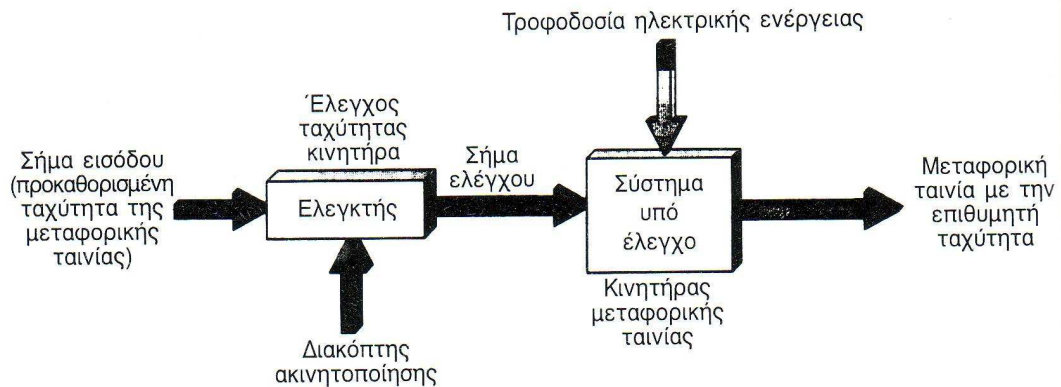 Τροφοδοσία ηλεκτρικής ενέργειας
Έλεγχος
ταχύτητας
κινητήρα
Σήμα εισόδου
(προκαθορισμένη
ταχύτητα της
μεταφορικής
ταινίας)
Ελεγκτής
Σήμα
ελέγχου
Σύστημα
υπό
έλεγχο
Μεταφορική
ταινία με την
επιθυμητή
ταχύτητα
Κινητήρας
μεταφορικής
ταινίας
Διακόπτης
ακινητοποίησης